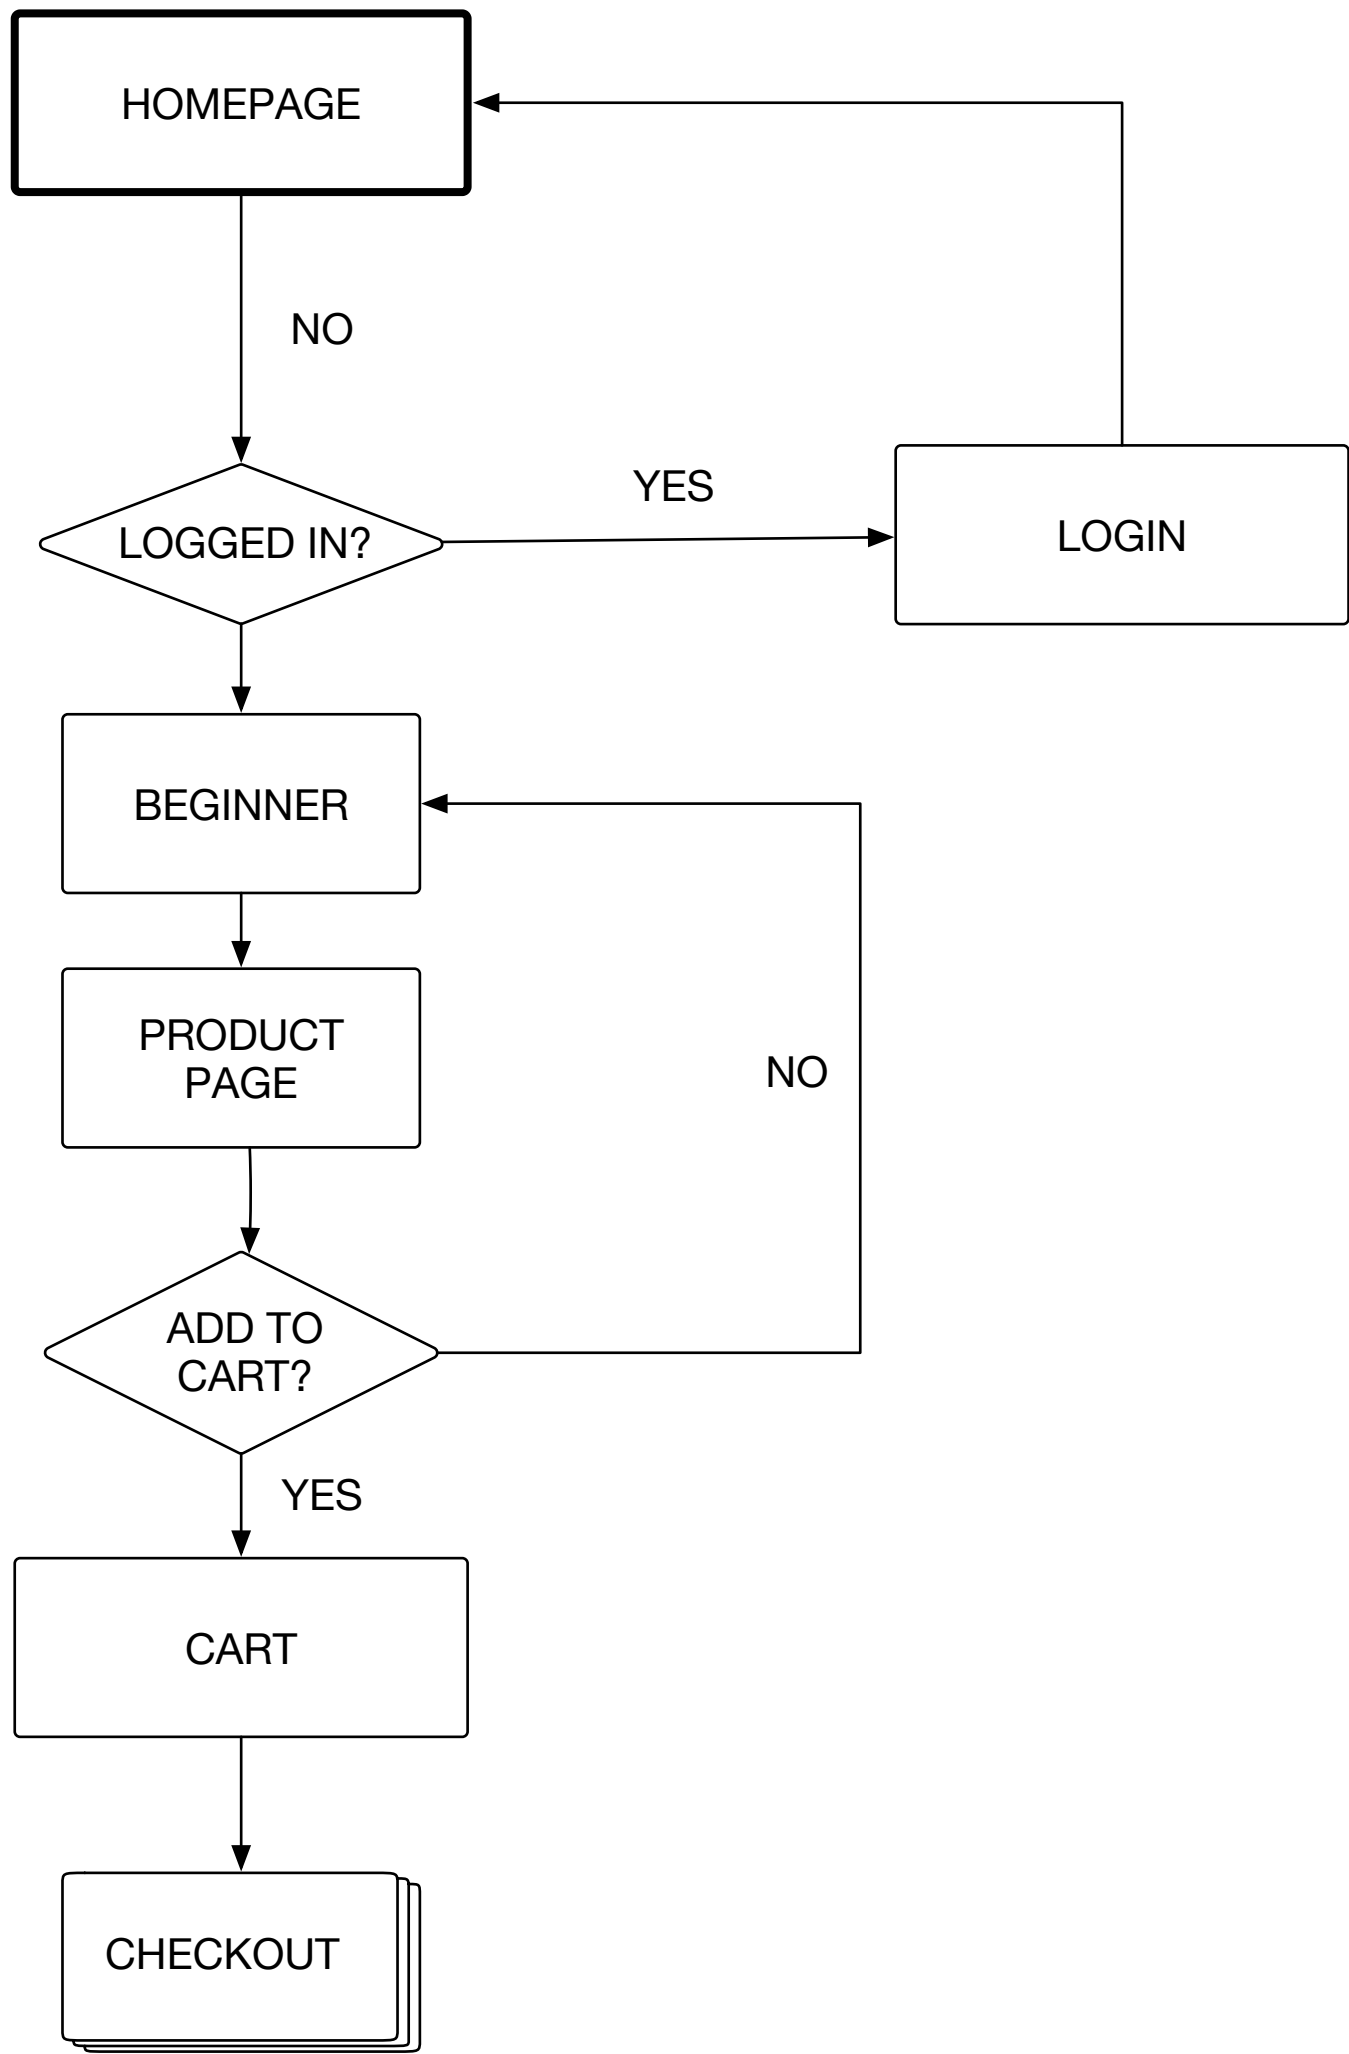 HOMEPAGE
NO
YES
LOGGED IN?
LOGIN
BEGINNER
PRODUCT
PAGE
NO
ADD TO
CART?
YES
CART
CHECKOUT